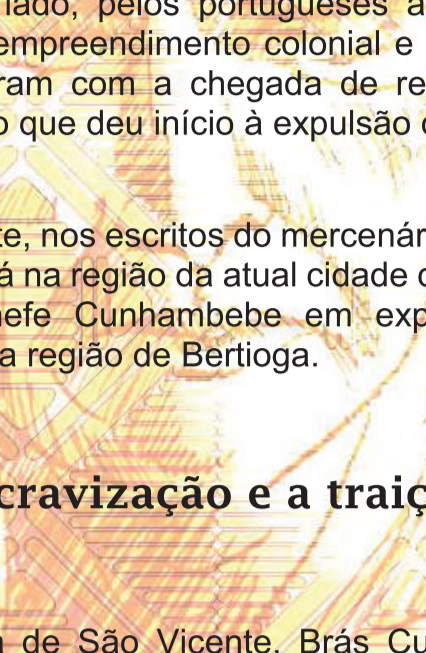 iado, pelos portugueses a
empreendimento colonial e
ram com a chegada de re
o que deu início à expulsão
te, nos escritos do mercenár
á na região da atual cidade
hefe Cunhambebe em exp
a região de Bertioga.
cravização e a traiç
de São Vicente, Brás Cu